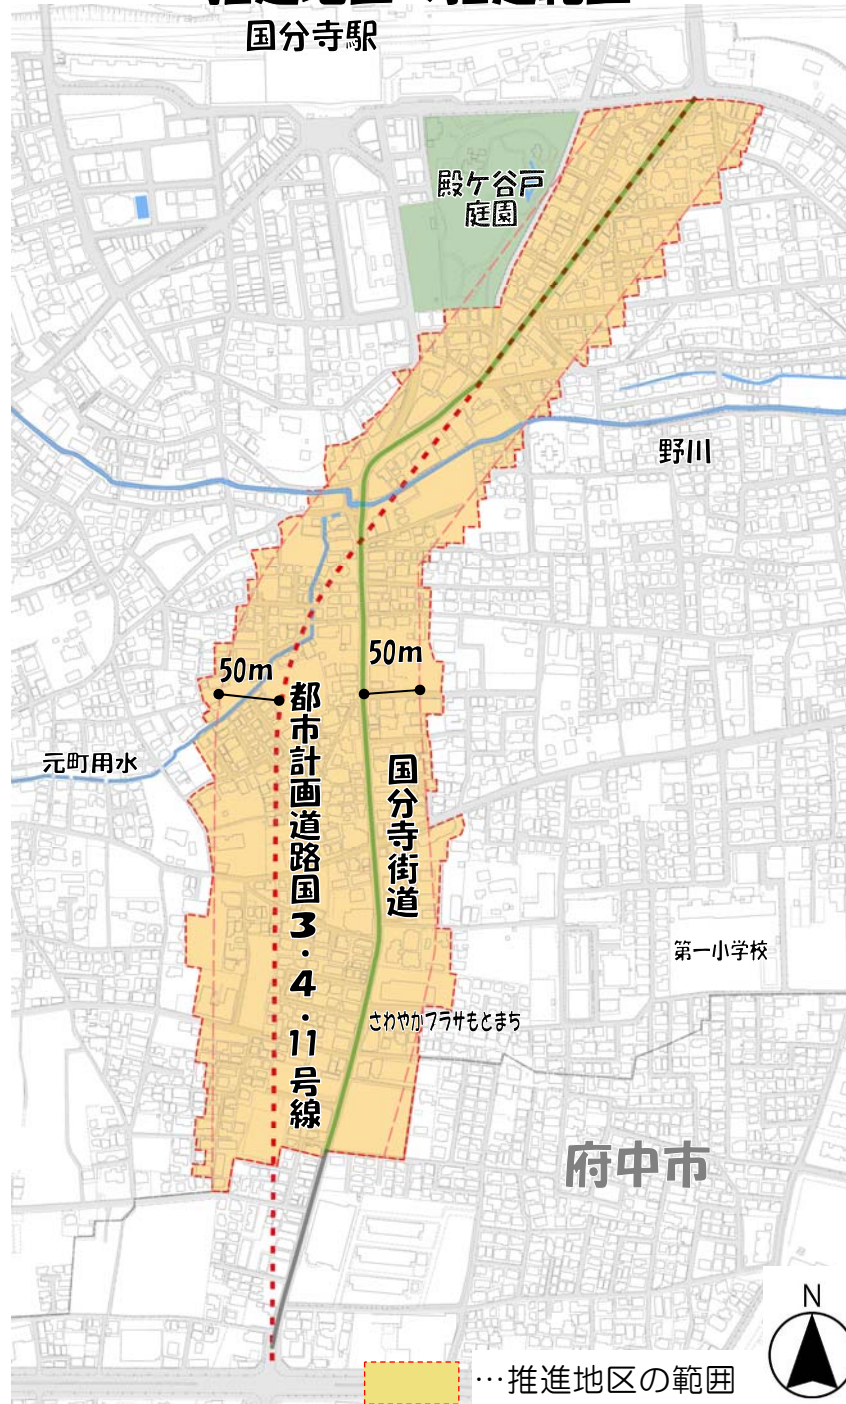 国分寺駅
殿ケ谷戸
庭園
野川
50m
50m
元町用水
都市計画道路国3・4・11号線
国分寺街道
第一小学校
さわやかプラザもとまち
府中市
N
…推進地区の範囲